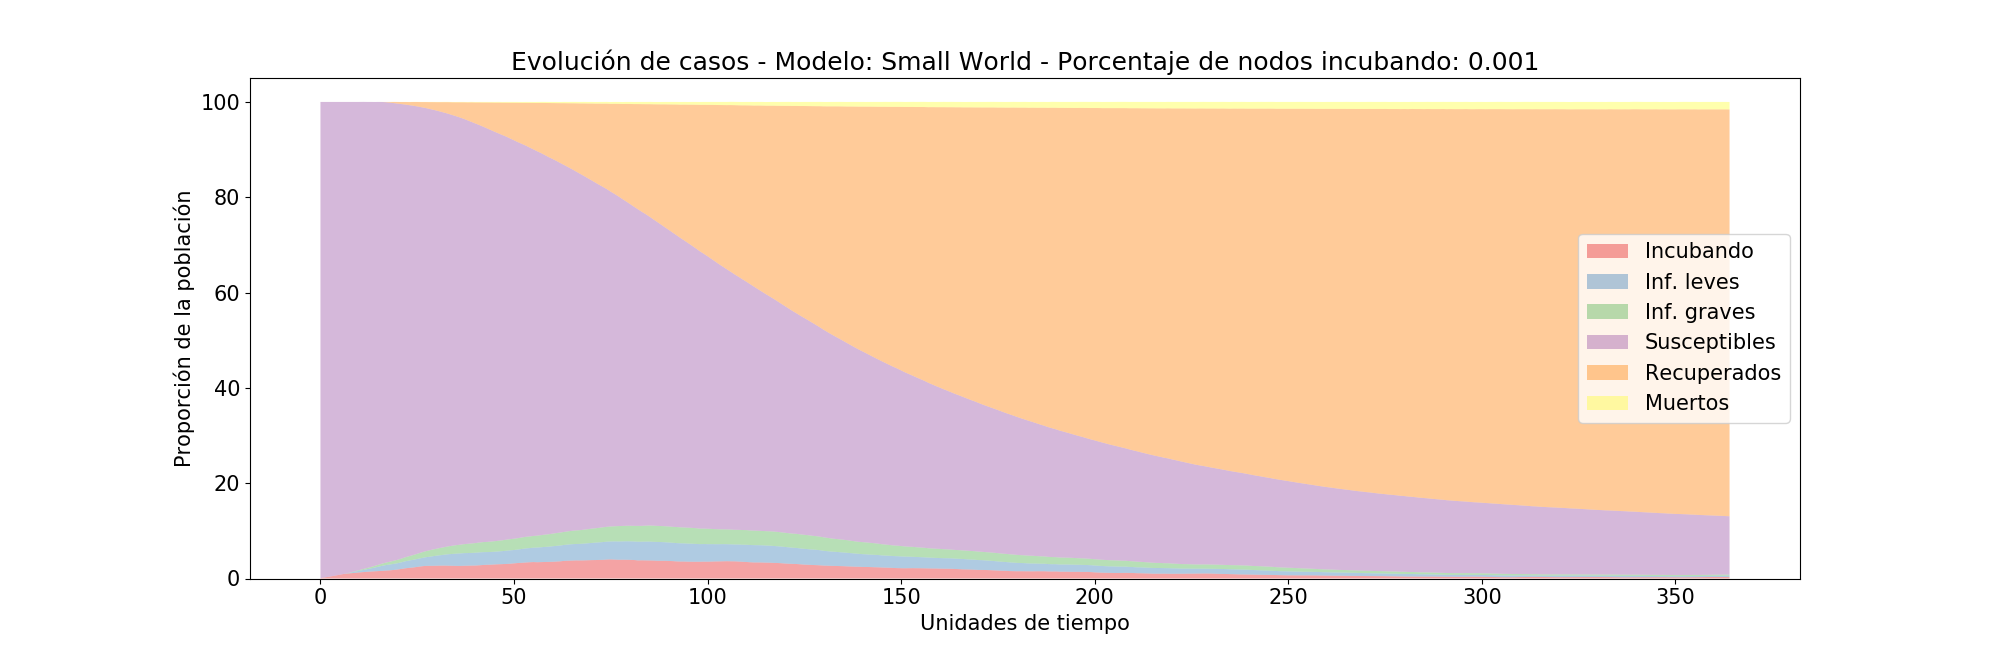 Evolución de casos - Modelo: Small World - Porcentaje de nodos incubando: 0.001
Proporción de la población
100
80
60
40
20
0
0 50 100 150 200 250 300 350
Unidades de tiempo
Incubando
Inf. leves
Inf. graves
Susceptibles
Recuperados
Muertos